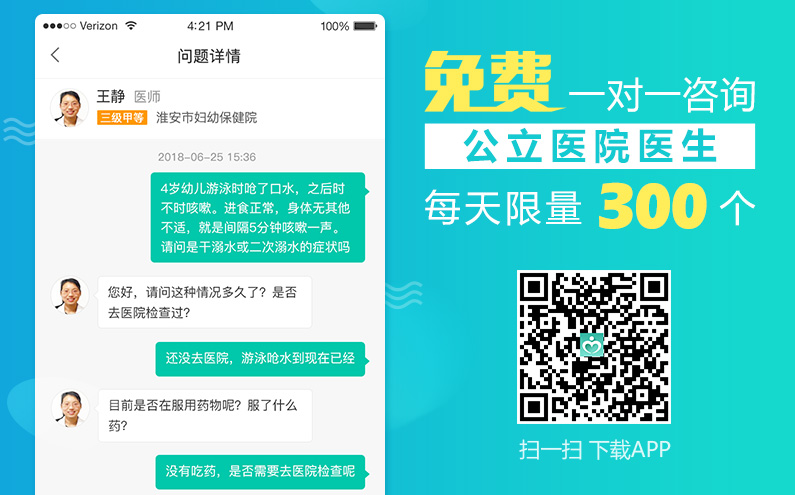 Verizon 4:21 PM 100%
问题详情
王静 医师
三级甲等 淮安市妇幼保健院
2018-06-25 15:36
4岁幼儿游泳时呛了口水，之后时
不时咳嗽。进食正常，身体无其他
不适，就是间隔5分钟咳嗽一声。
请问是干溺水或二次溺水的症状吗
您好，请问这种情况多久了？是否
去医院检查过？
还没去医院，游泳呛水到现在已经
目前是否在服用药物呢？服了什么
药？
没有吃药，是否需要去医院检查呢
免费 一对一咨询
公立医院医生
每天限量 300 个
扫一扫 下载APP